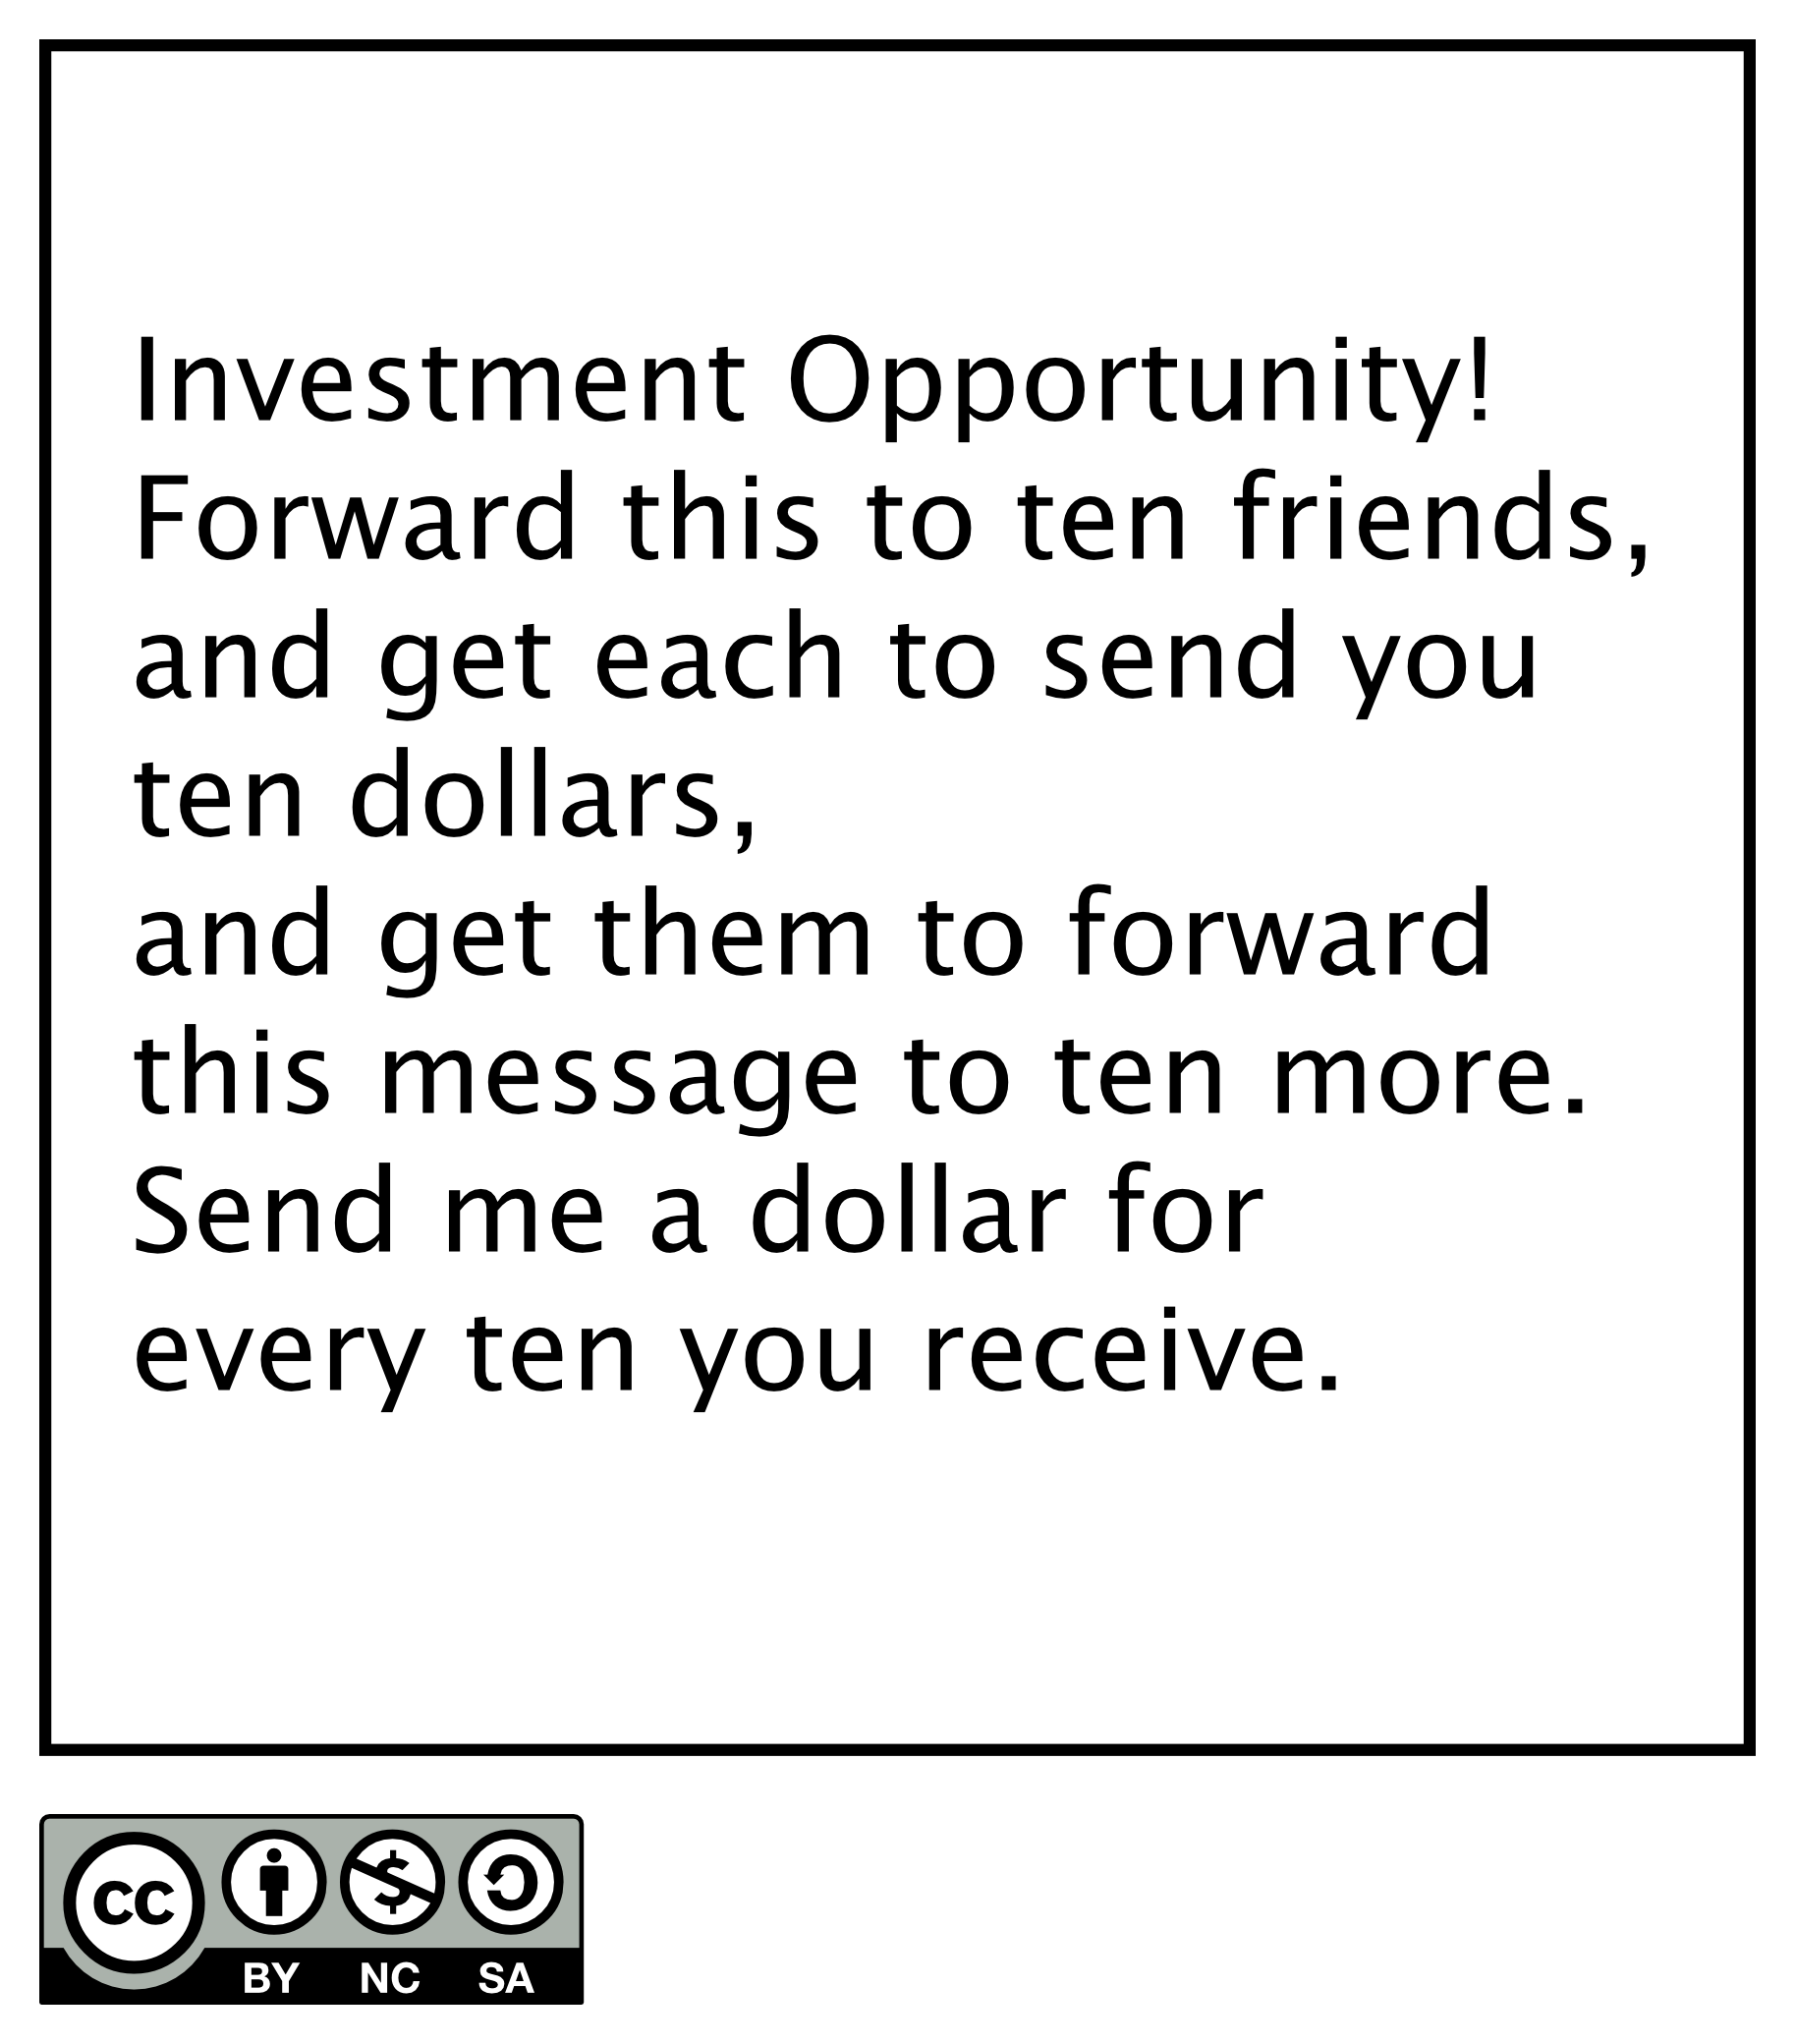 Investment Opportunity!
Forward this to ten friends,
and get each to send you
ten dollars,
and get them to forward
this message to ten more.
Send me a dollar for
every ten you receive.
cc
BY NC SA